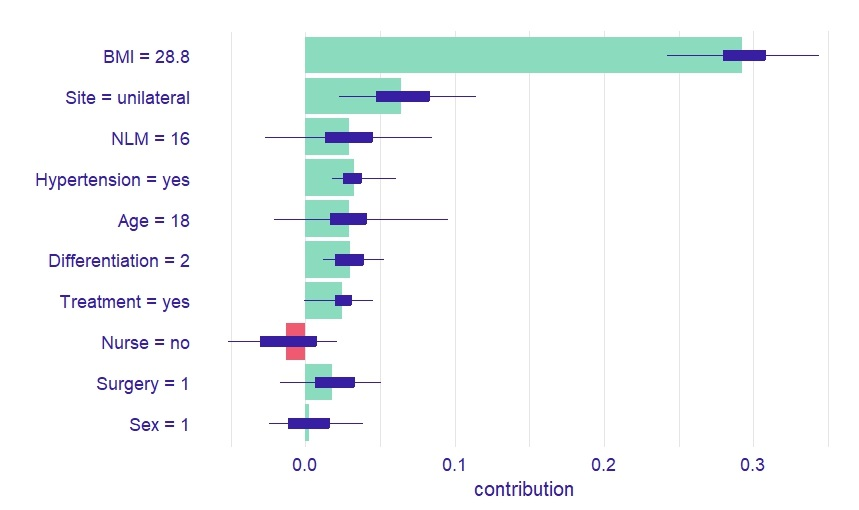 BMI = 28.8
Site = unilateral
NLM = 16
Hypertension = yes
Age = 18
Differentiation = 2
Treatment = yes
Nurse = no
Surgery = 1
Sex = 1
0.0 0.1 0.2 0.3
contribution